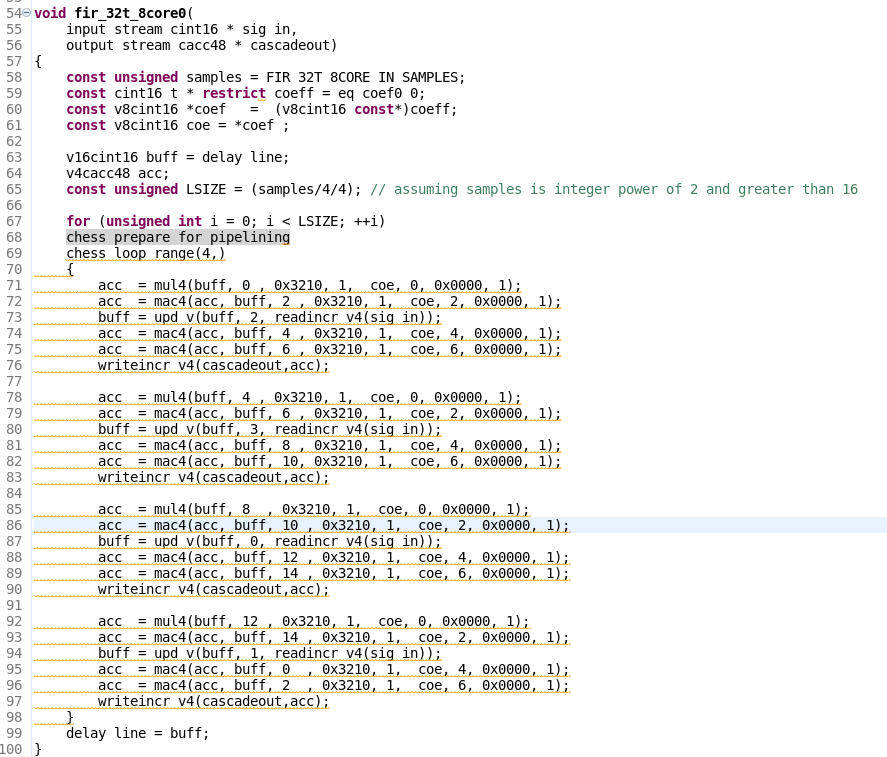 54 void fir_32t_8core0(
55 input stream cint16 * sig in,
56 output stream cacc48 * cascadeout)
57 {
58 const unsigned samples = FIR 32T 8CORE IN SAMPLES;
59 const cint16 t * restrict coeff = eq coef0 0;
60 const v8cint16 *coef = (v8cint16 const*)coeff;
61 const v8cint16 coe = *coef ;
62
63 v16cint16 buff = delay line;
64 v4cacc48 acc;
65 const unsigned LSIZE = (samples/4/4); // assuming samples is integer power of 2 and greater than 16
66
67 for (unsigned int i = 0; i < LSIZE; ++i)
68 chess prepare for pipelining
69 chess loop range(4,)
70 {
71 acc = mul4(buff, 0 , 0x3210, 1, coe, 0, 0x0000, 1);
72 acc = mac4(acc, buff, 2 , 0x3210, 1, coe, 2, 0x0000, 1);
73 buff = upd v(buff, 2, readincr v4(sig in));
74 acc = mac4(acc, buff, 4 , 0x3210, 1, coe, 4, 0x0000, 1);
75 acc = mac4(acc, buff, 6 , 0x3210, 1, coe, 6, 0x0000, 1);
76 writeincr v4(cascadeout,acc);
77
78 acc = mul4(buff, 4 , 0x3210, 1, coe, 0, 0x0000, 1);
79 acc = mac4(acc, buff, 6 , 0x3210, 1, coe, 2, 0x0000, 1);
80 buff = upd v(buff, 3, readincr v4(sig in));
81 acc = mac4(acc, buff, 8 , 0x3210, 1, coe, 4, 0x0000, 1);
82 acc = mac4(acc, buff, 10, 0x3210, 1, coe, 6, 0x0000, 1);
83 writeincr v4(cascadeout,acc);
84
85 acc = mul4(buff, 8 , 0x3210, 1, coe, 0, 0x0000, 1);
86 acc = mac4(acc, buff, 10 , 0x3210, 1, coe, 2, 0x0000, 1);
87 buff = upd v(buff, 0, readincr v4(sig in));
88 acc = mac4(acc, buff, 12 , 0x3210, 1, coe, 4, 0x0000, 1);
89 acc = mac4(acc, buff, 14 , 0x3210, 1, coe, 6, 0x0000, 1);
90 writeincr v4(cascadeout,acc);
91
92 acc = mul4(buff, 12 , 0x3210, 1, coe, 0, 0x0000, 1);
93 acc = mac4(acc, buff, 14 , 0x3210, 1, coe, 2, 0x0000, 1);
94 buff = upd v(buff, 1, readincr v4(sig in));
95 acc = mac4(acc, buff, 0 , 0x3210, 1, coe, 4, 0x0000, 1);
96 acc = mac4(acc, buff, 2 , 0x3210, 1, coe, 6, 0x0000, 1);
97 writeincr v4(cascadeout,acc);
98 }
99 delay line = buff;
100 }